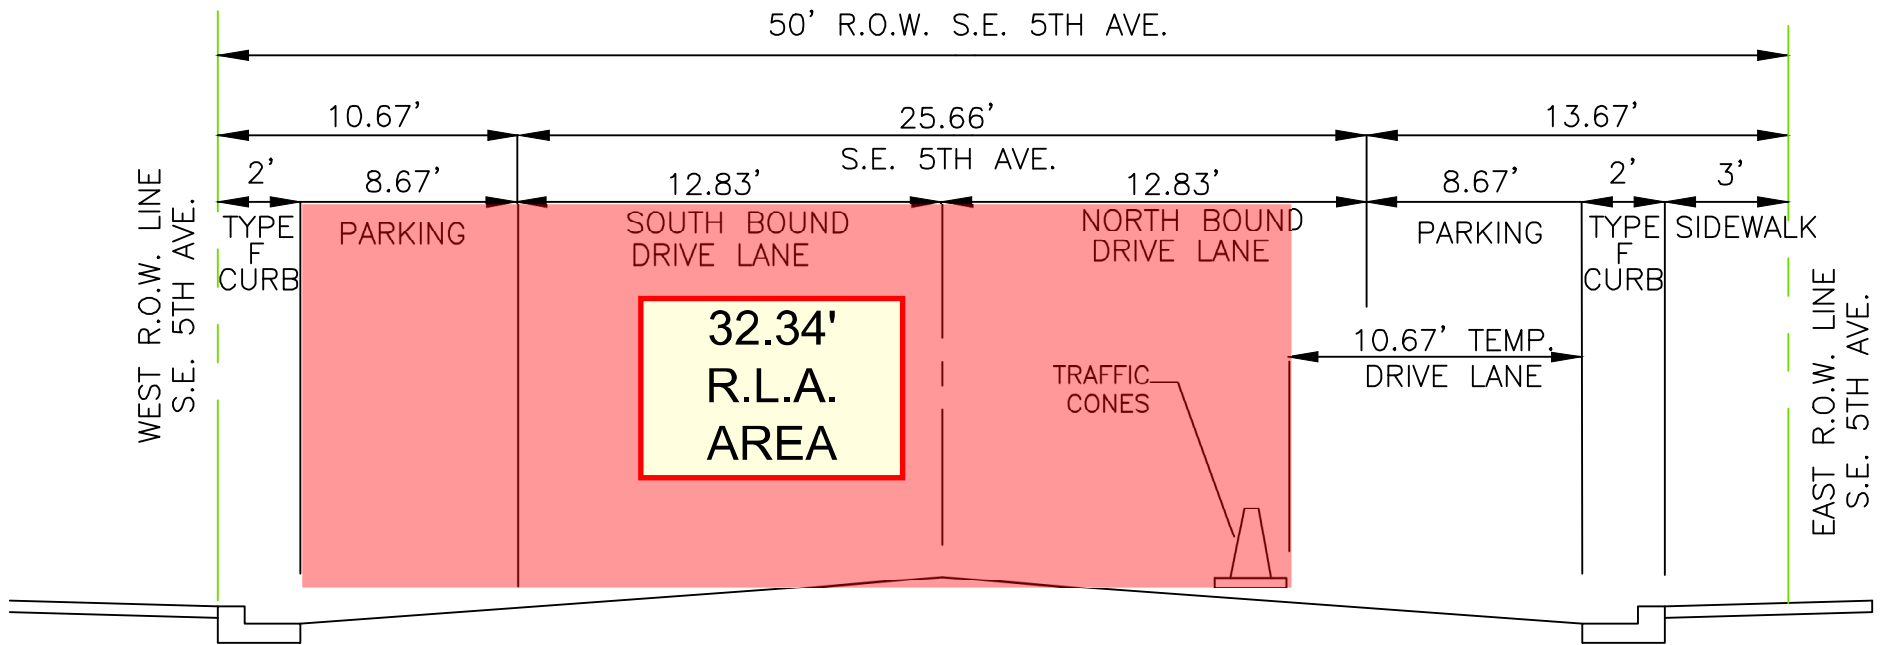 50' R.O.W. S.E. 5TH AVE.
10.67'
25.66'
13.67'
S.E. 5TH AVE.
2'
8.67'
12.83'
12.83'
8.67'
2'
3'
WEST R.O.W. LINE
S.E. 5TH AVE.
TYPE
F
CURB
PARKING
SOUTH BOUND
DRIVE LANE
NORTH BOUND
DRIVE LANE
PARKING
TYPE
F
CURB
SIDEWALK
32.34'
R.L.A.
AREA
TRAFFIC
CONES
10.67' TEMP.
DRIVE LANE
EAST R.O.W. LINE
S.E. 5TH AVE.